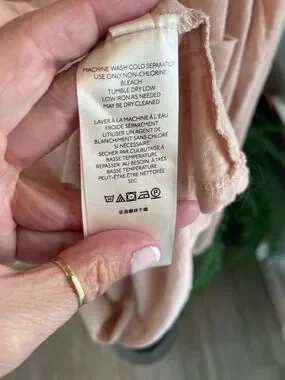 MACHINE WASH COLD SEPARATELY
USE ONLY NON-CHLORINE
BLEACH
TUMBLE DRY LOW
LOW IRON AS NEEDED
MAY BE DRY CLEANED
LAVER À LA MACHINE À L'EAU
FROIDE SÉPARÉMENT
UTILISER UN AGENT DE
BLANCHIMENT SANS CHLORE
SI NÉCESSAIRE
SÉCHER PAR CULBUTAGE À
BASSE TEMPÉRATURE,
REPASSER, AU BESOIN, À TRÈS
BASSE TEMPÉRATURE
PEUT-ÊTRE ÊTRE NETTOYÉ
SEC